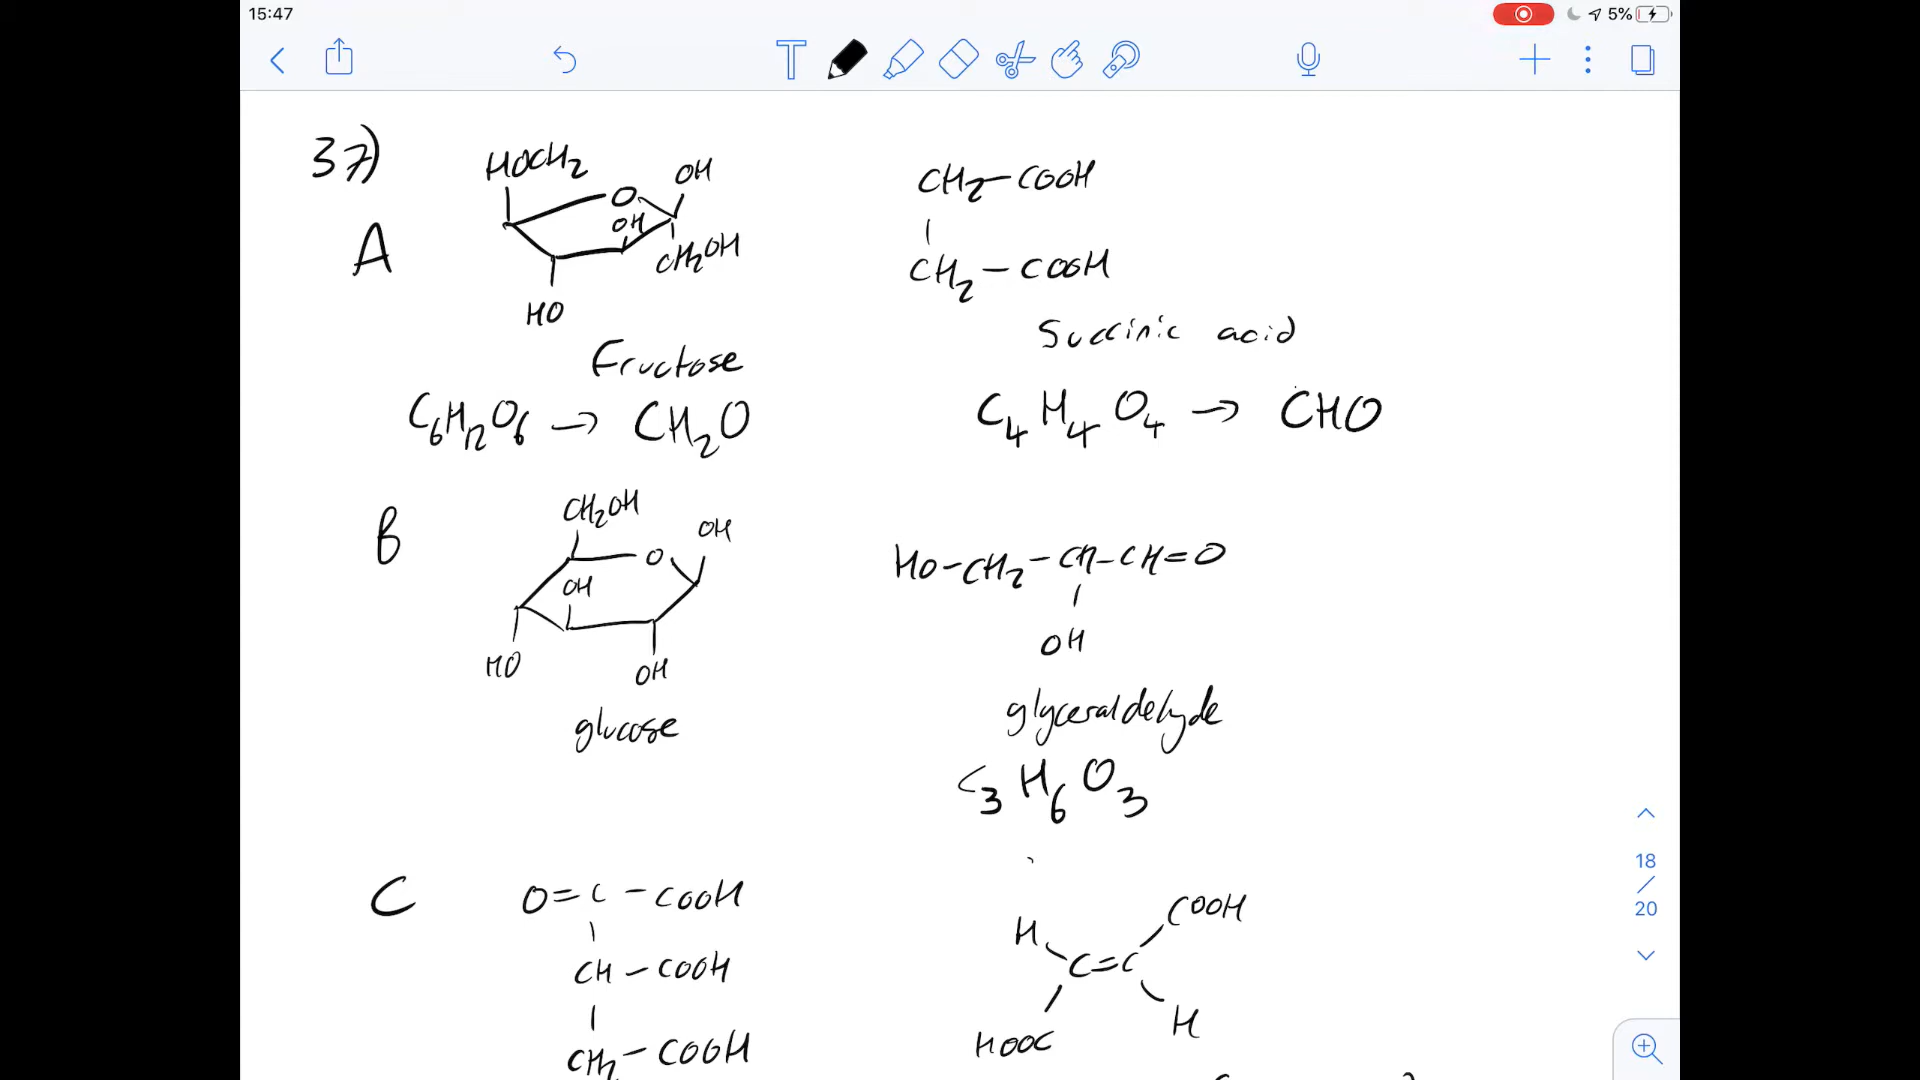 15:47
5%
37)
A
HOCH2
O
OH
OH
CH2OH
HO
Fructose
C6H12O6 → CH2O
CH2-COOH
CH2-COOH
Succinic acid
C4H4O4 → CHO
B
CH2OH
O
OH
OH
HO
OH
glucose
HO-CH2-CH-CH=O
OH
glyceraldehyde
C3H6O3
C
O=C-COOH
CH-COOH
CH2-COOH
H
COOH
C=C
HOOC
H
18
/
20